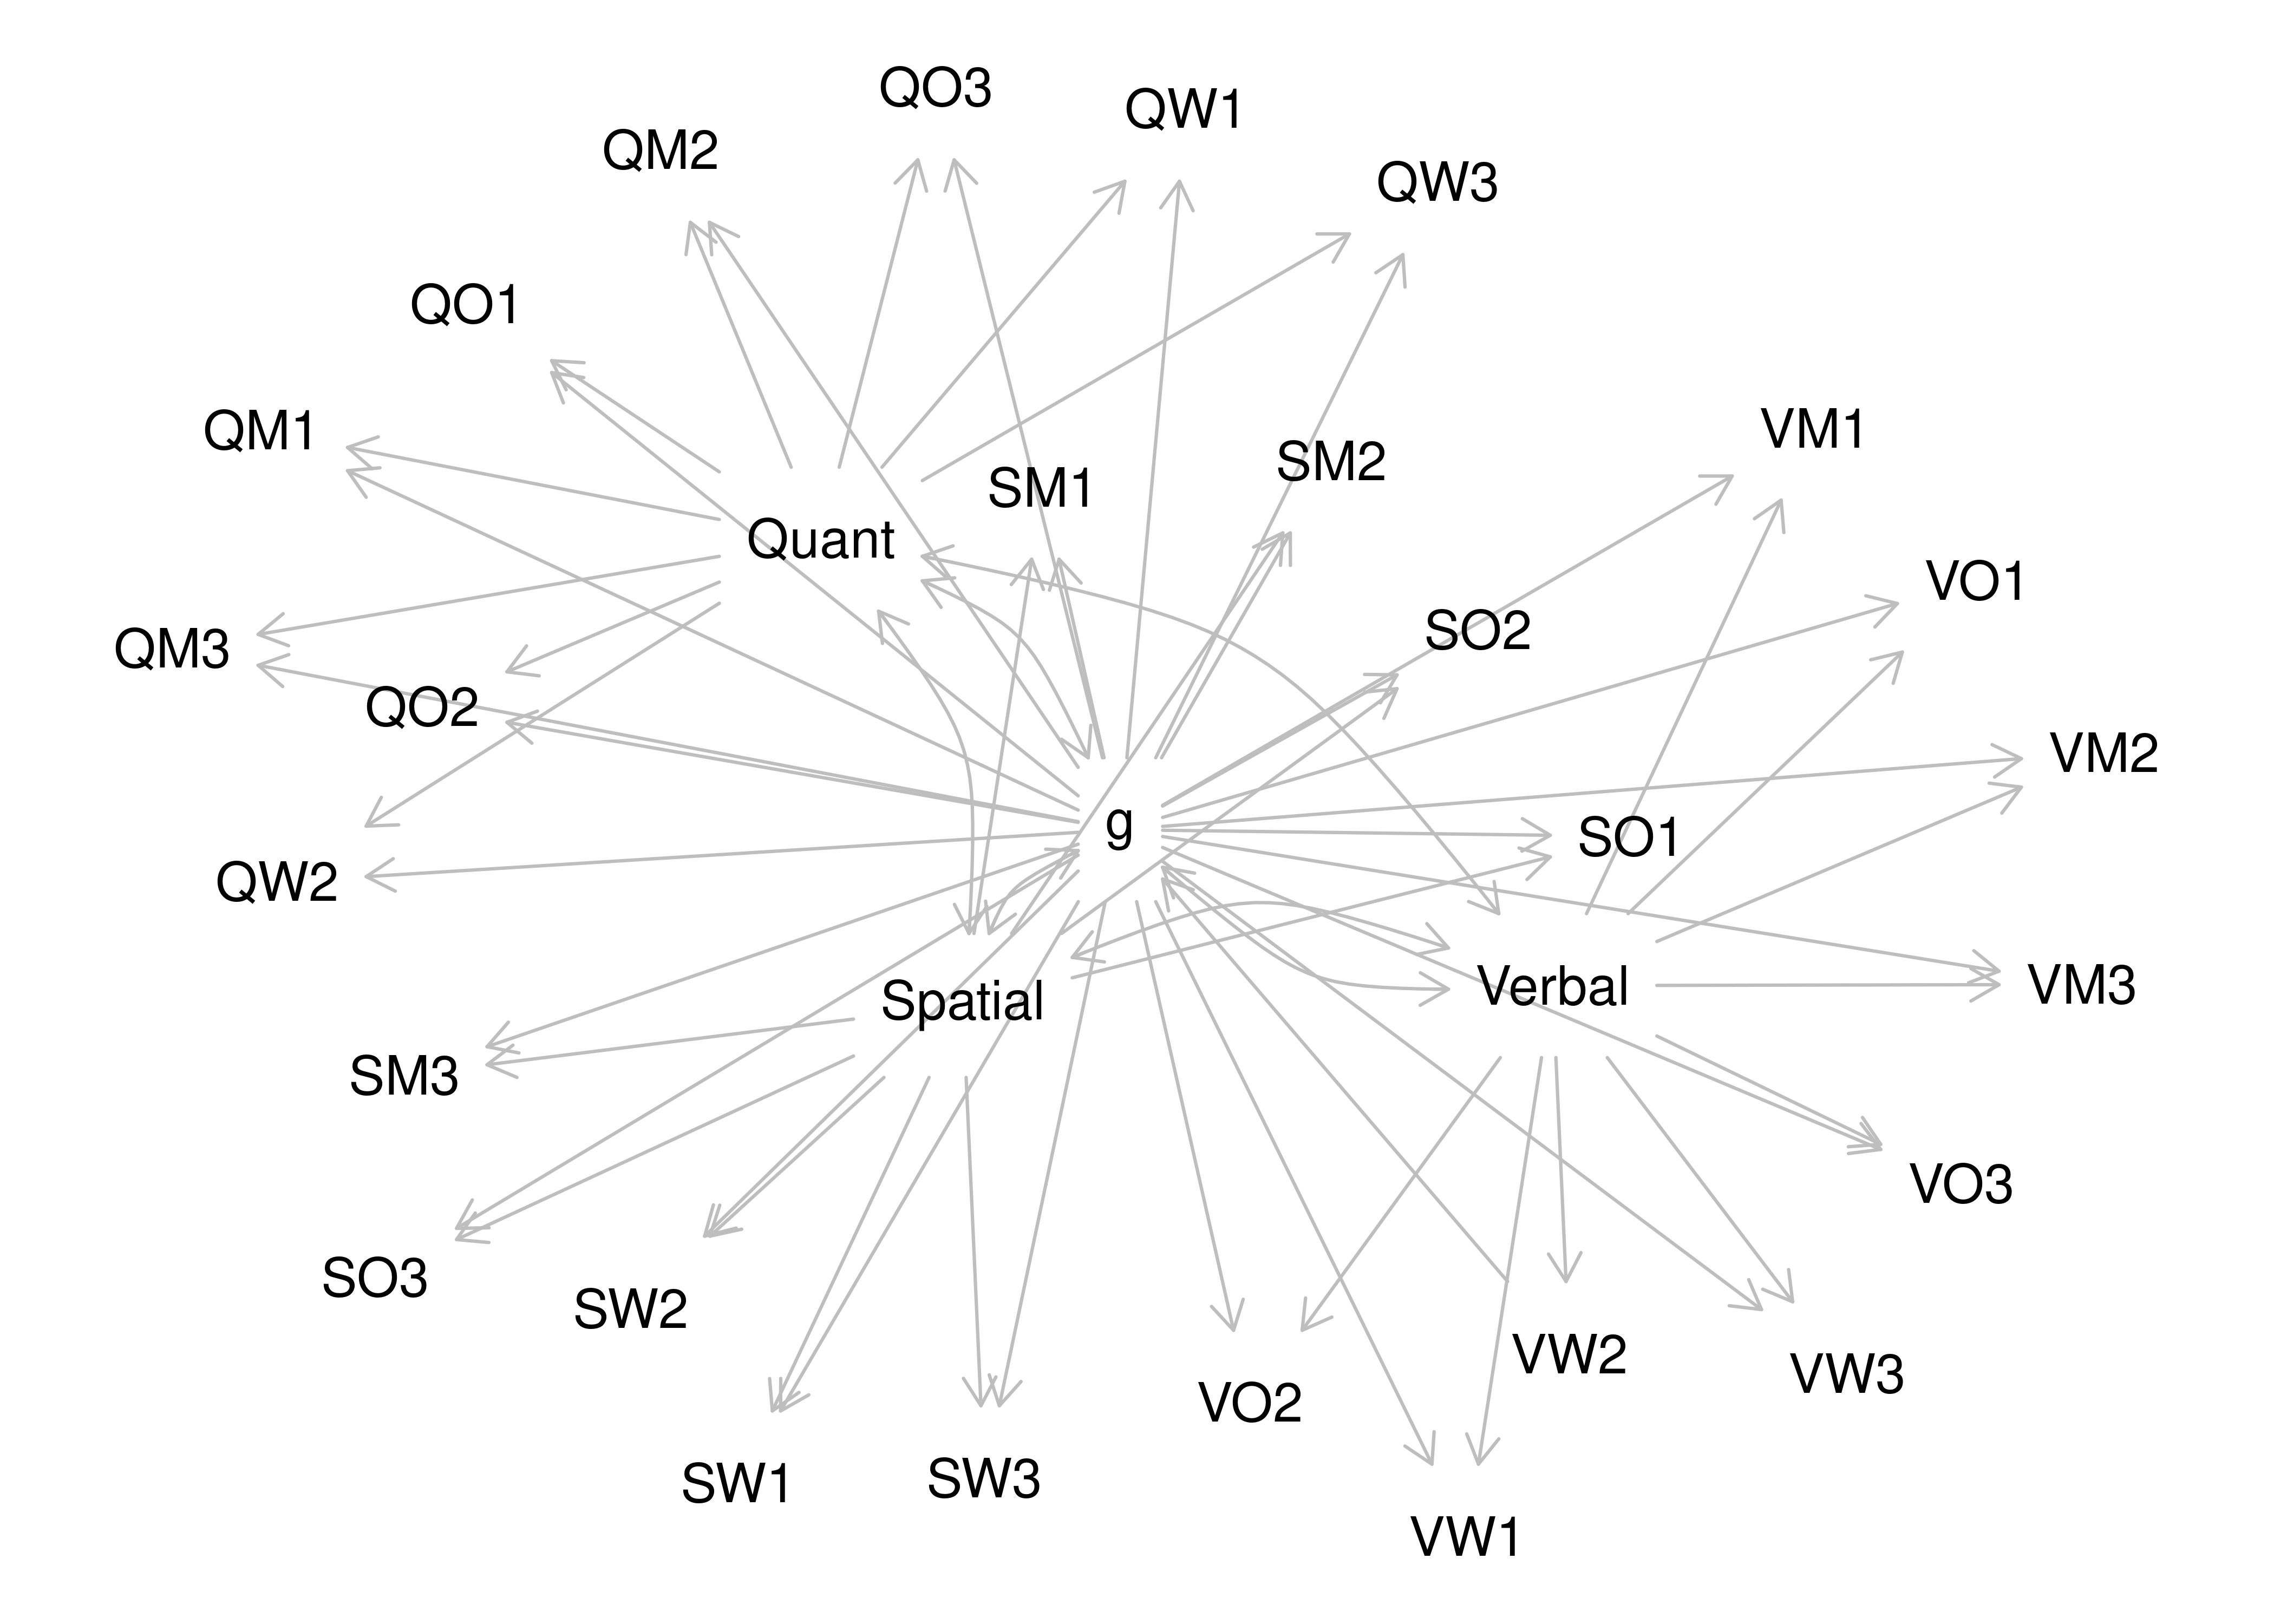 QO3
QW1
QM2
QW3
QO1
QM1
VM1
SM2
SM1
Quant
VO1
SO2
QM3
QO2
VM2
g
SO1
QW2
Verbal
VM3
Spatial
SM3
VO3
SO3
SW2
VW2
VW3
VO2
SW3
SW1
VW1